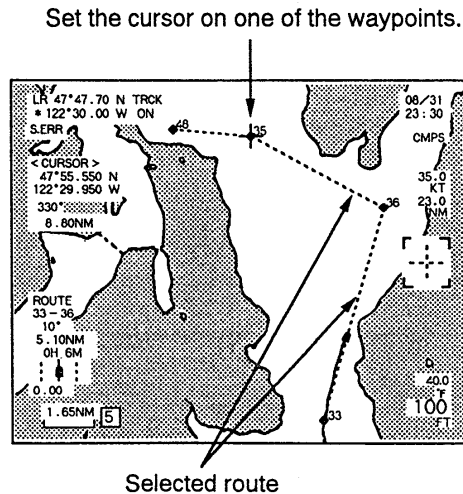 Set the cursor on one of the waypoints.
LR 47°47.70 N TRCK
* 122°30.00 W ON
S.ERR
<CURSOR>
47°55.550 N
122°29.950 W
330°
8.80NM
48
35
36
33
08/31
23:30
CMPS
35.0
KT
23.0
NM
ROUTE
33-36
10°
5.10NM
0H 6M
0.00
1.65NM 5
40.0
°F
100
FT
Selected route